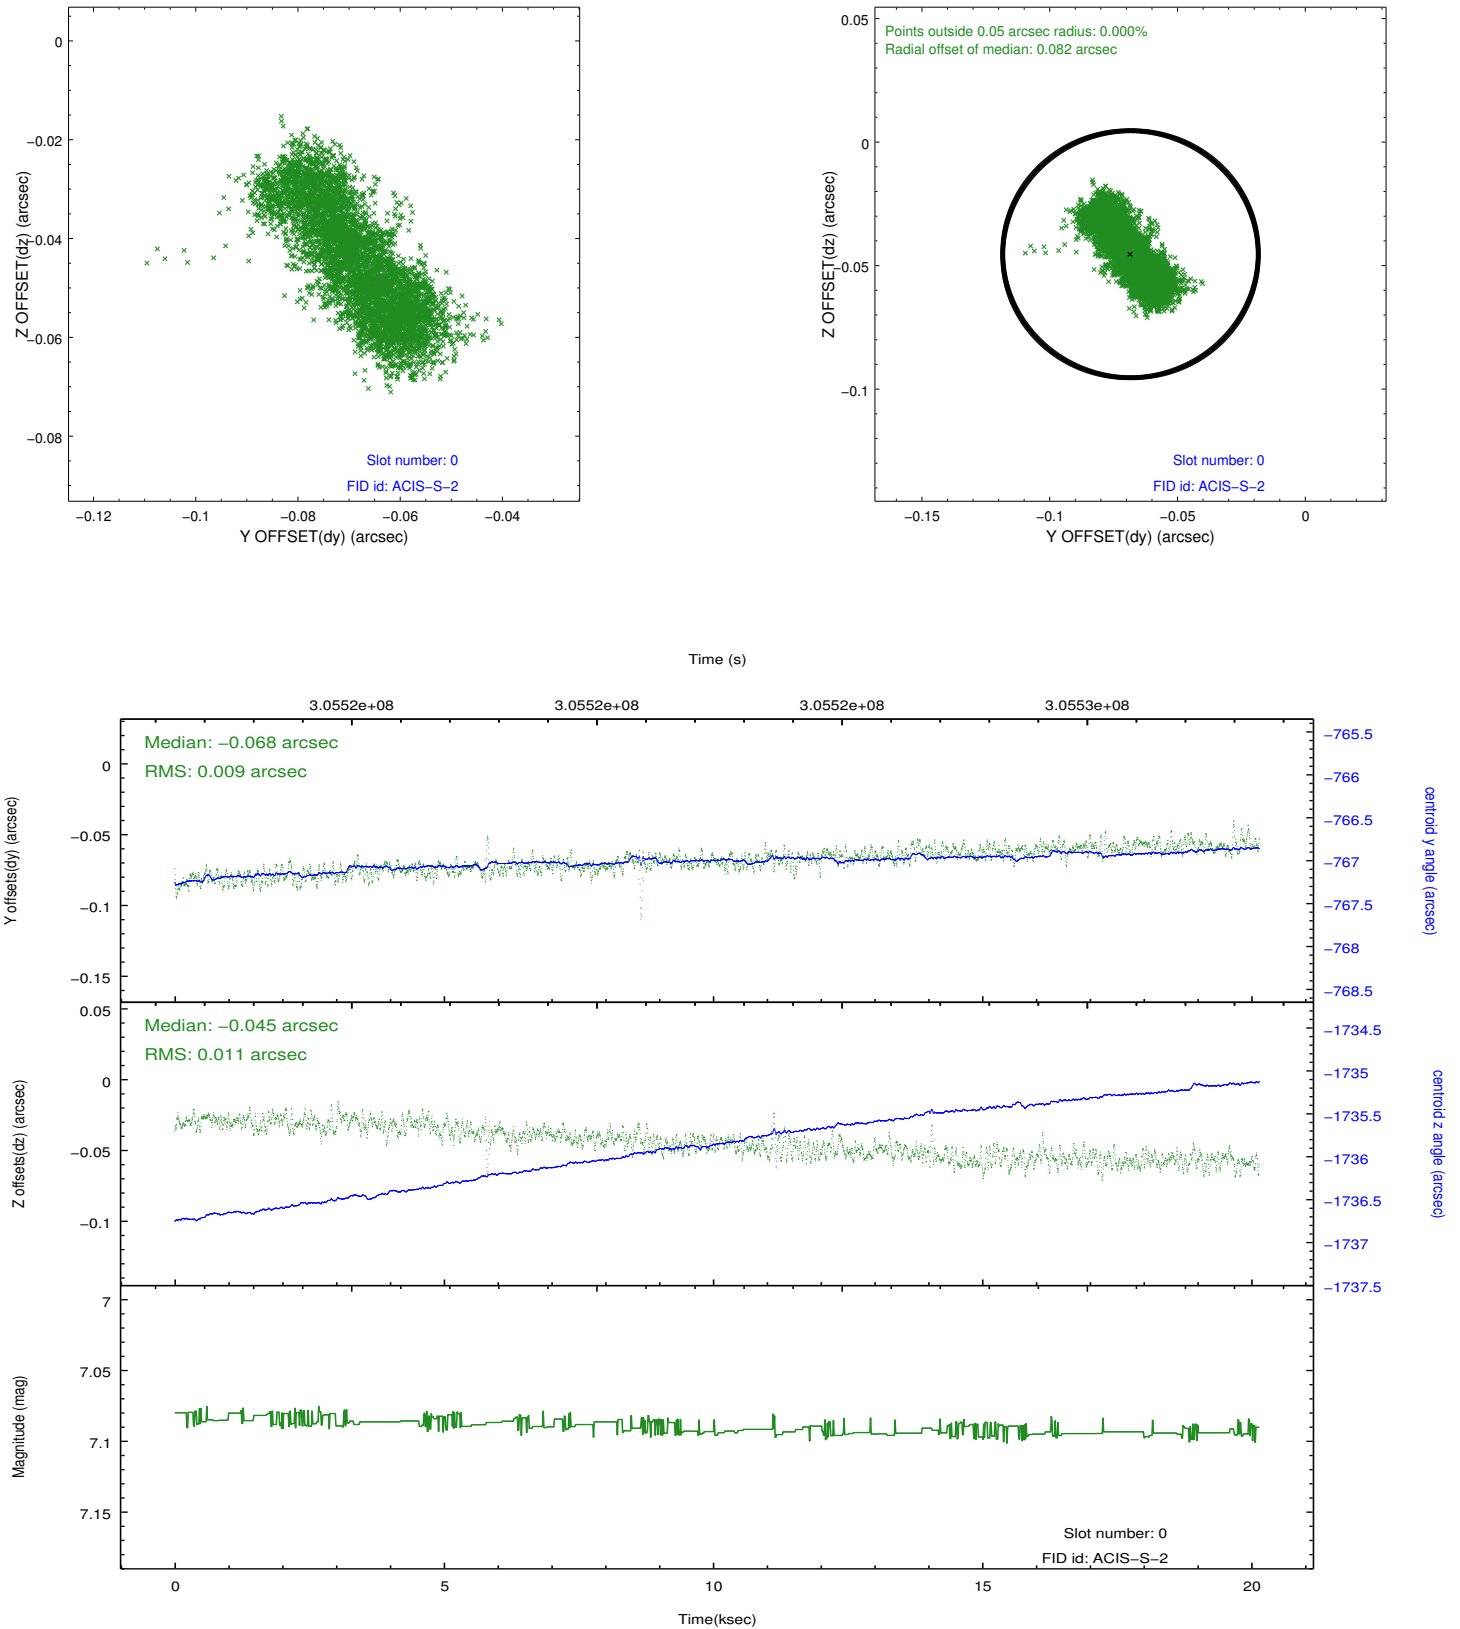 0
−0.02
−0.04
−0.06
−0.08
Z OFFSET(dz) (arcsec)
Slot number: 0
FID id: ACIS−S−2
−0.12
−0.1
−0.08
−0.06
−0.04
Y OFFSET(dy) (arcsec)
Points outside 0.05 arcsec radius: 0.000%
Radial offset of median: 0.082 arcsec
0.05
0
−0.05
−0.1
Z OFFSET(dz) (arcsec)
Slot number: 0
FID id: ACIS−S−2
−0.15
−0.1
−0.05
0
Y OFFSET(dy) (arcsec)
Time (s)
3.0552e+08
3.0552e+08
3.0552e+08
3.0553e+08
Median: −0.068 arcsec
RMS: 0.009 arcsec
0
−0.05
−0.1
−0.15
Y offsets(dy) (arcsec)
−765.5
−766
−766.5
−767
−767.5
−768
−768.5
centroid y angle (arcsec)
Median: −0.045 arcsec
RMS: 0.011 arcsec
0.05
0
−0.05
−0.1
Z offsets(dz) (arcsec)
−1734.5
−1735
−1735.5
−1736
−1736.5
−1737
−1737.5
centroid z angle (arcsec)
7
7.05
7.1
7.15
Magnitude (mag)
Slot number: 0
FID id: ACIS−S−2
0
5
10
15
20
Time(ksec)